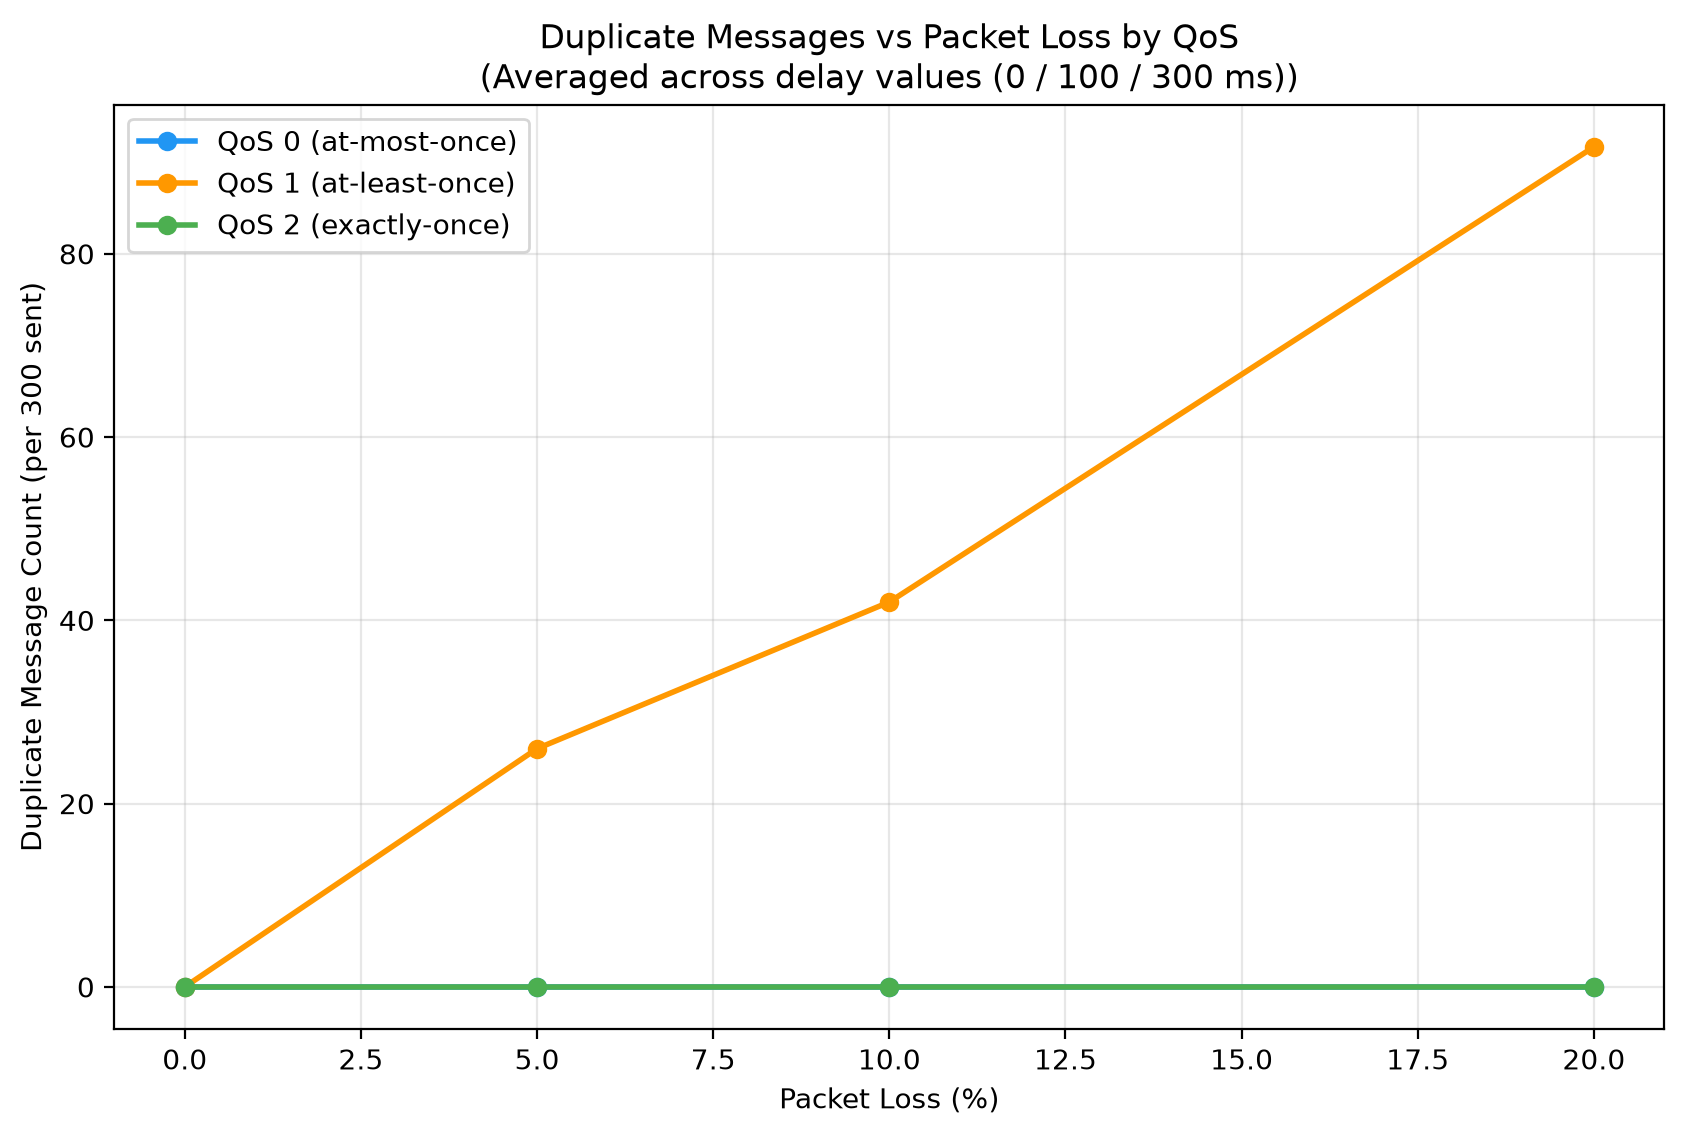 Duplicate Messages vs Packet Loss by QoS
(Averaged across delay values (0 / 100 / 300 ms))
QoS 0 (at-most-once)
QoS 1 (at-least-once)
QoS 2 (exactly-once)
Duplicate Message Count (per 300 sent)
80
60
40
20
0
0.0 2.5 5.0 7.5 10.0 12.5 15.0 17.5 20.0
Packet Loss (%)